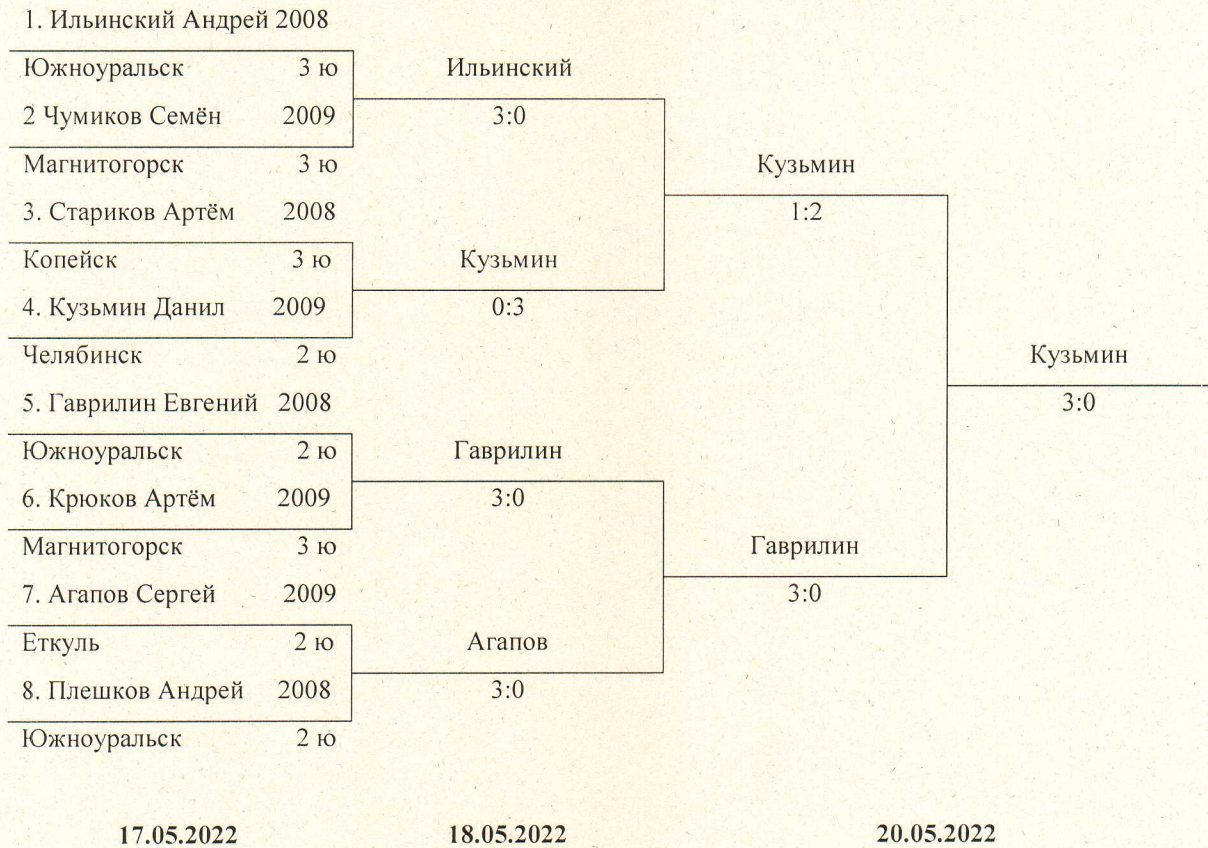 1. Ильинский Андрей 2008
Южноуральск 3 ю
Ильинский
2 Чумиков Семён 2009
3:0
Магнитогорск 3 ю
Кузьмин
3. Стариков Артём 2008
1:2
Копейск 3 ю
Кузьмин
4. Кузьмин Данил 2009
0:3
Челябинск 2 ю
Кузьмин
5. Гаврилин Евгений 2008
3:0
Южноуральск 2 ю
Гаврилин
6. Крюков Артём 2009
3:0
Магнитогорск 3 ю
Гаврилин
7. Агапов Сергей 2009
3:0
Еткуль 2 ю
Агапов
8. Плешков Андрей 2008
3:0
Южноуральск 2 ю
17.05.2022 18.05.2022 20.05.2022